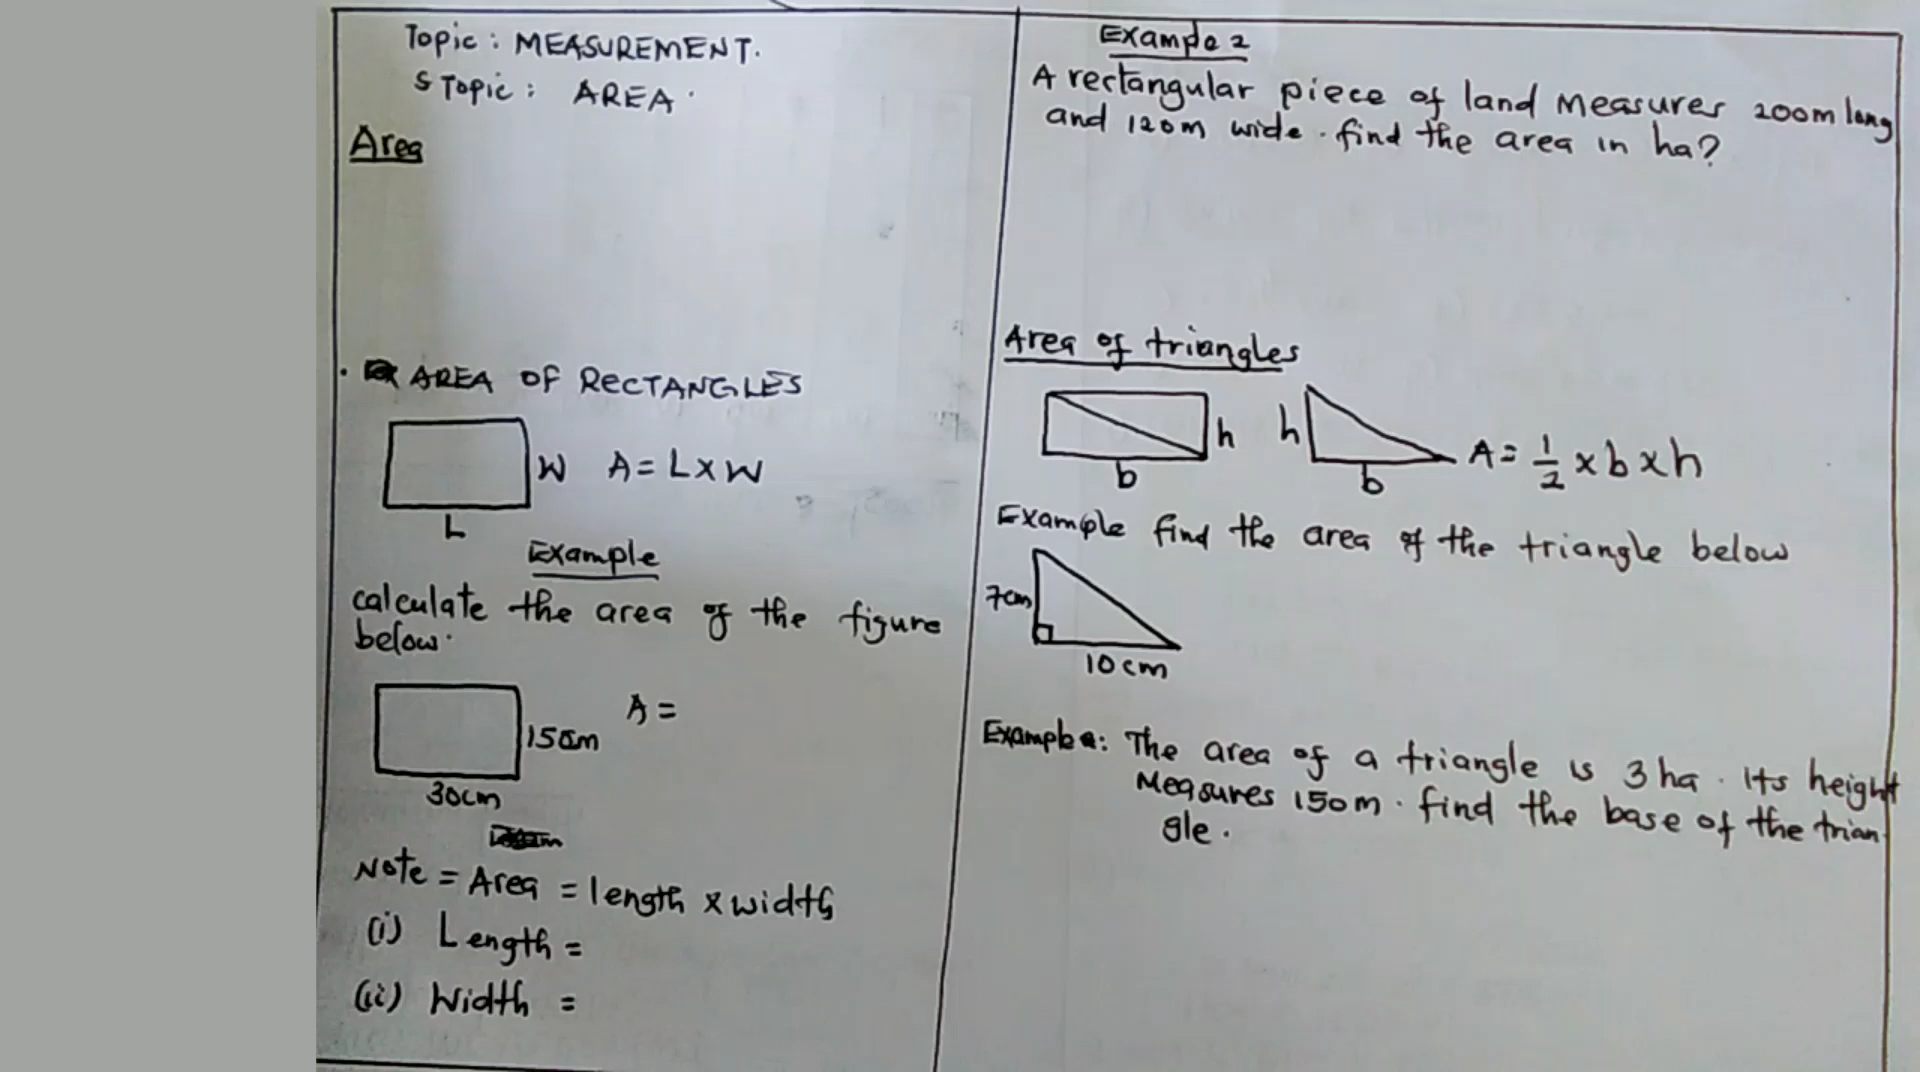 Topic: MEASUREMENT.
S Topic: AREA.
Area
. AREA OF RECTANGLES
W A = L x W
L
Example
calculate the area of the figure
below.
A =
15cm
30cm
Note = Area = length x width
(i) Length =
(ii) Width =
Example 2
A rectangular piece of land measures 200m long
and 120m wide. find the area in ha?
Area of triangles
h h A = 1/2 x b x h
b b
Example find the area of the triangle below
7cm
10cm
Example: The area of a triangle is 3 ha. Its height
Measures 150m. find the base of the trian
gle.